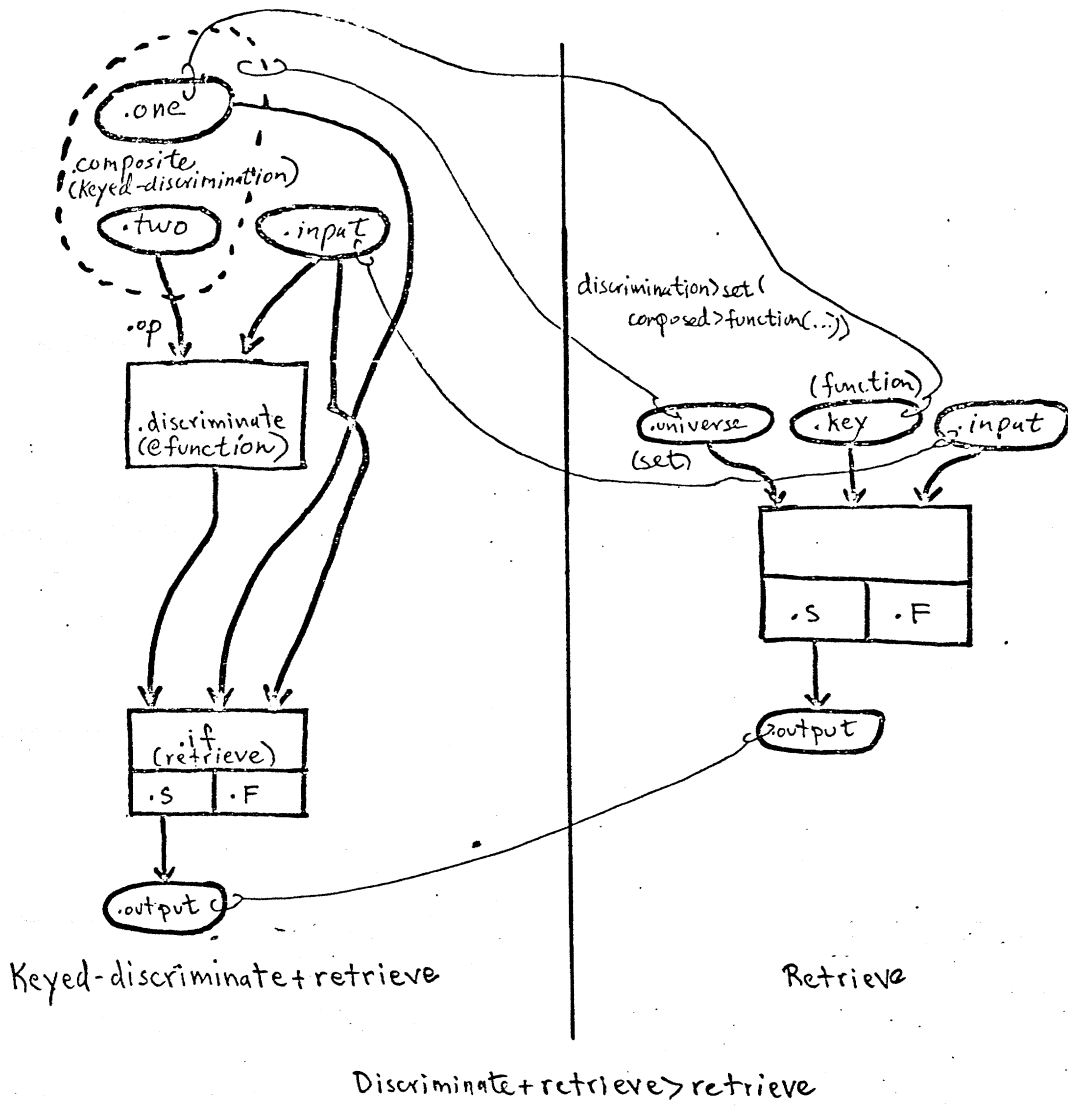 .one
.composite
(keyed-discrimination)
.two
.input
.op
.discriminate
(@function)
.if
(retrieve)
.S
.F
.output
Keyed-discriminate+retrieve
discrimination>set(
composed>function(...))
(function)
.universe
.key
.input
(set)
.S
.F
.output
Retrieve
Discriminate+retrieve>retrieve